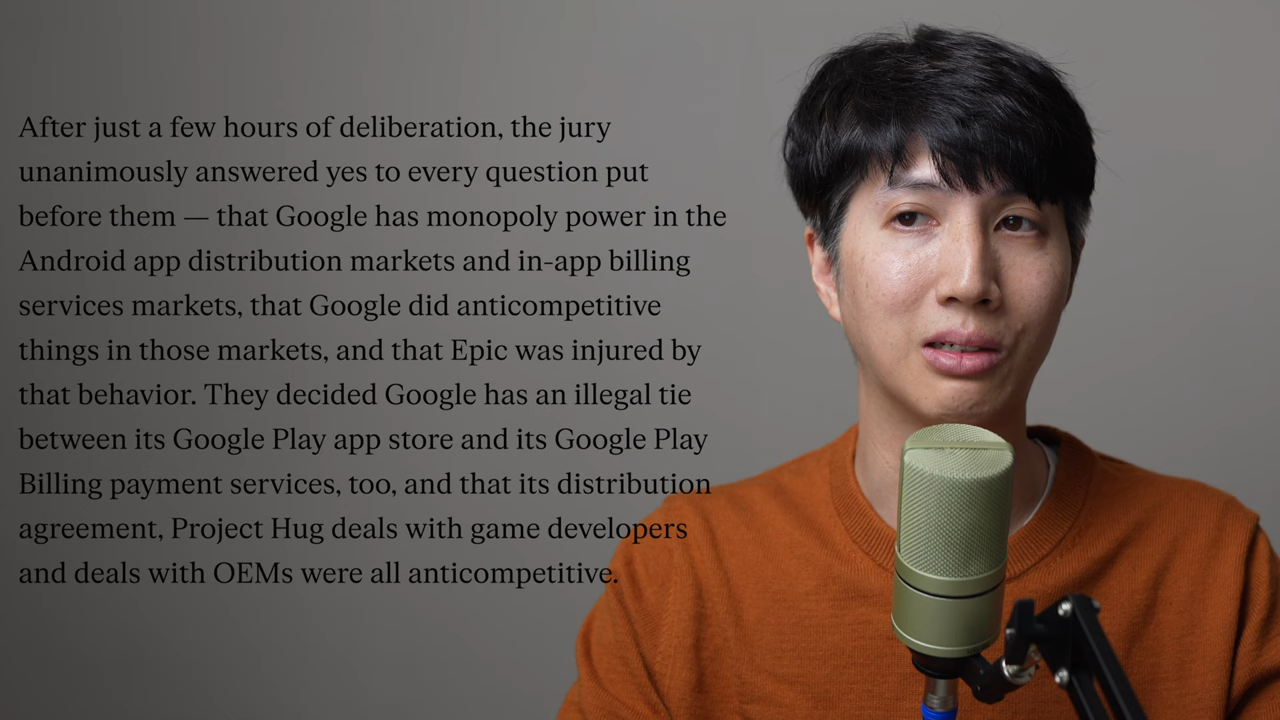 After just a few hours of deliberation, the jury
unanimously answered yes to every question put
before them — that Google has monopoly power in the
Android app distribution markets and in-app billing
services markets, that Google did anticompetitive
things in those markets, and that Epic was injured by
that behavior. They decided Google has an illegal tie
between its Google Play app store and its Google Play
Billing payment services, too, and that its distribution
agreement, Project Hug deals with game developers
and deals with OEMs were all anticompetitive.